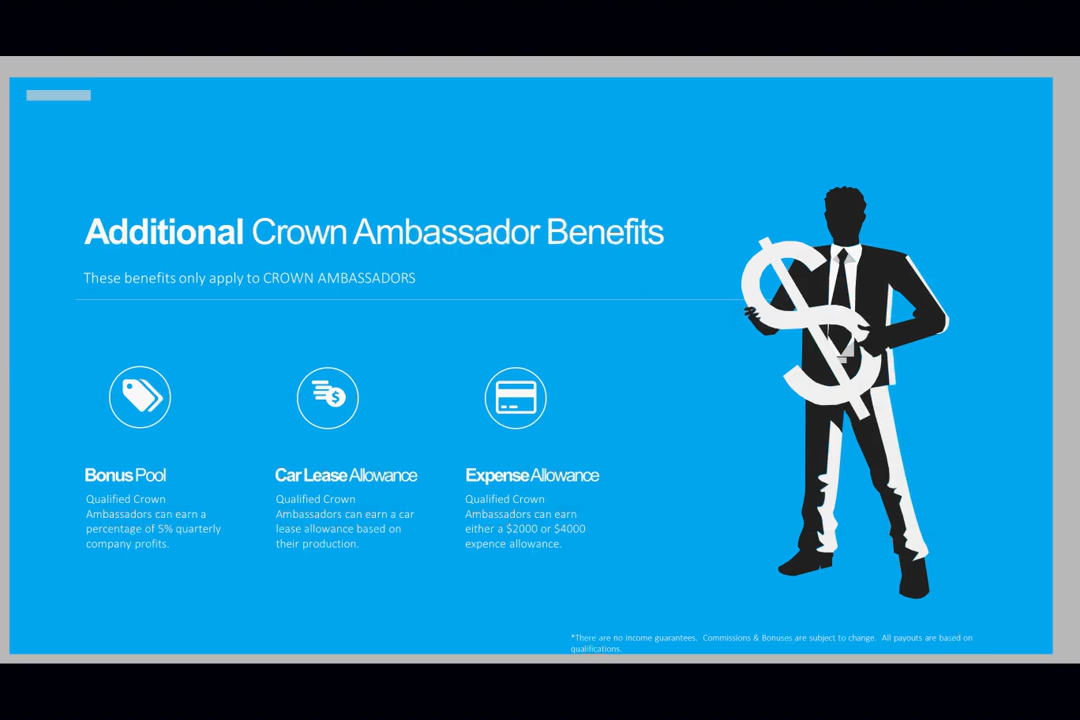 Additional Crown Ambassador Benefits
These benefits only apply to CROWN AMBASSADORS
Bonus Pool
Qualified Crown
Ambassadors can earn a
percentage of 5% quarterly
company profits.
Car Lease Allowance
Qualified Crown
Ambassadors can earn a car
lease allowance based on
their production.
Expense Allowance
Qualified Crown
Ambassadors can earn
either a $2000 or $4000
expence allowance.
*There are no income guarantees. Commissions & Bonuses are subject to change. All payouts are based on
qualifications.